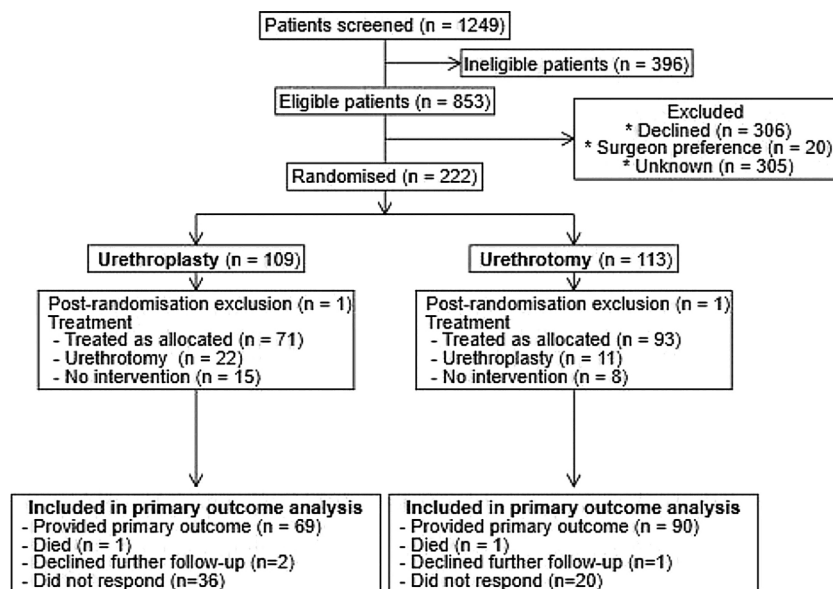 Patients screened (n = 1249)
Ineligible patients (n = 396)
Eligible patients (n = 853)
Excluded
* Declined (n = 306)
* Surgeon preference (n = 20)
* Unknown (n = 305)
Randomised (n = 222)
Urethroplasty (n = 109)
Post-randomisation exclusion (n = 1)
Treatment
- Treated as allocated (n = 71)
- Urethrotomy (n = 22)
- No intervention (n = 15)
Included in primary outcome analysis
- Provided primary outcome (n = 69)
- Died (n = 1)
- Declined further follow-up (n=2)
- Did not respond (n=36)
Urethrotomy (n = 113)
Post-randomisation exclusion (n = 1)
Treatment
- Treated as allocated (n = 93)
- Urethroplasty (n = 11)
- No intervention (n = 8)
Included in primary outcome analysis
- Provided primary outcome (n = 90)
- Died (n = 1)
- Declined further follow-up (n=1)
- Did not respond (n=20)